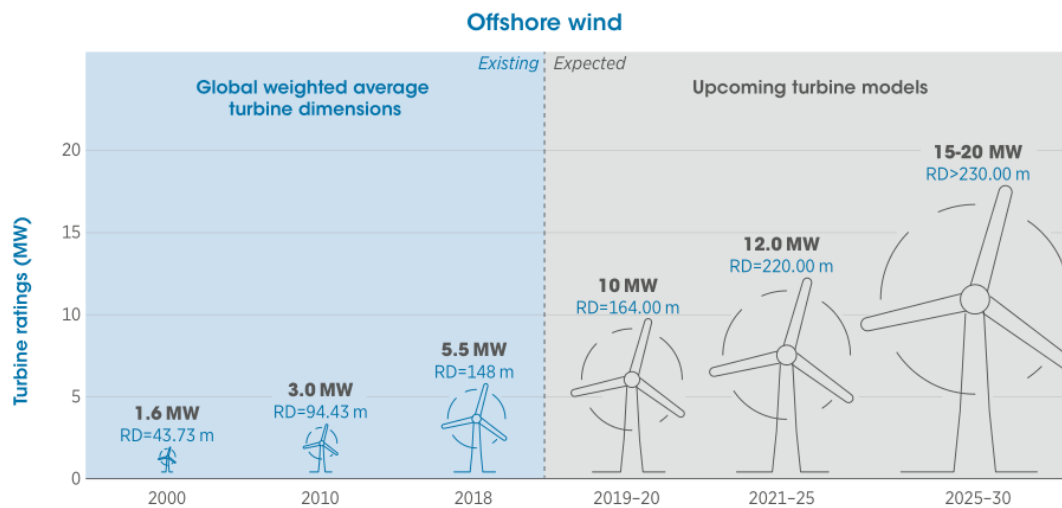 Offshore wind
Existing
Expected
Global weighted average
turbine dimensions
Upcoming turbine models
Turbine ratings (MW)
20
15
10
5
0
1.6 MW
RD=43.73 m
3.0 MW
RD=94.43 m
5.5 MW
RD=148 m
10 MW
RD=164.00 m
12.0 MW
RD=220.00 m
15-20 MW
RD>230.00 m
2000
2010
2018
2019–20
2021–25
2025–30